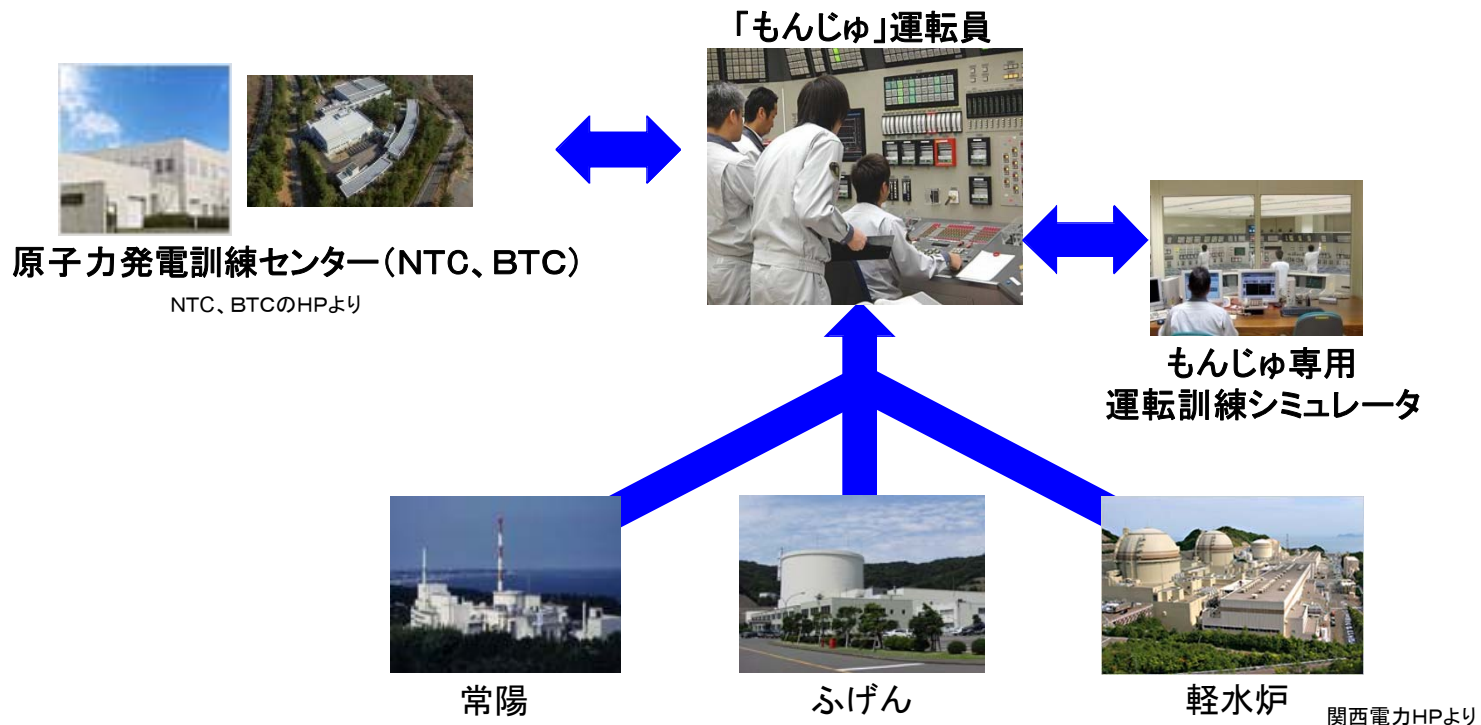 「もんじゅ」運転員
原子力発電訓練センター(NTC、BTC)
NTC、BTCのHPより
もんじゅ専用
運転訓練シミュレータ
常陽
ふげん
軽水炉
関西電力HPより